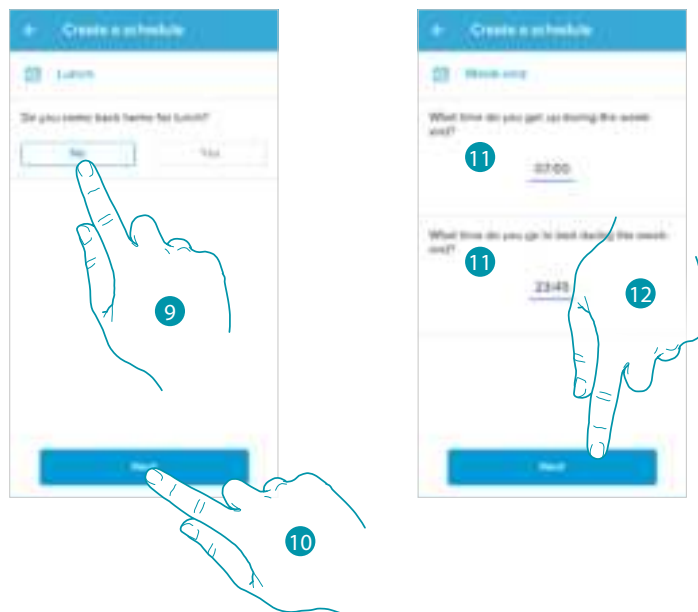 Create a schedule
Lunch
Do you come back home for lunch?
No
Yes
9
Next
10
Create a schedule
Week-end
What time do you get up during the week-
end?
11
07:00
What time do you go to bed during the week-
end?
11
23:45
12
Next